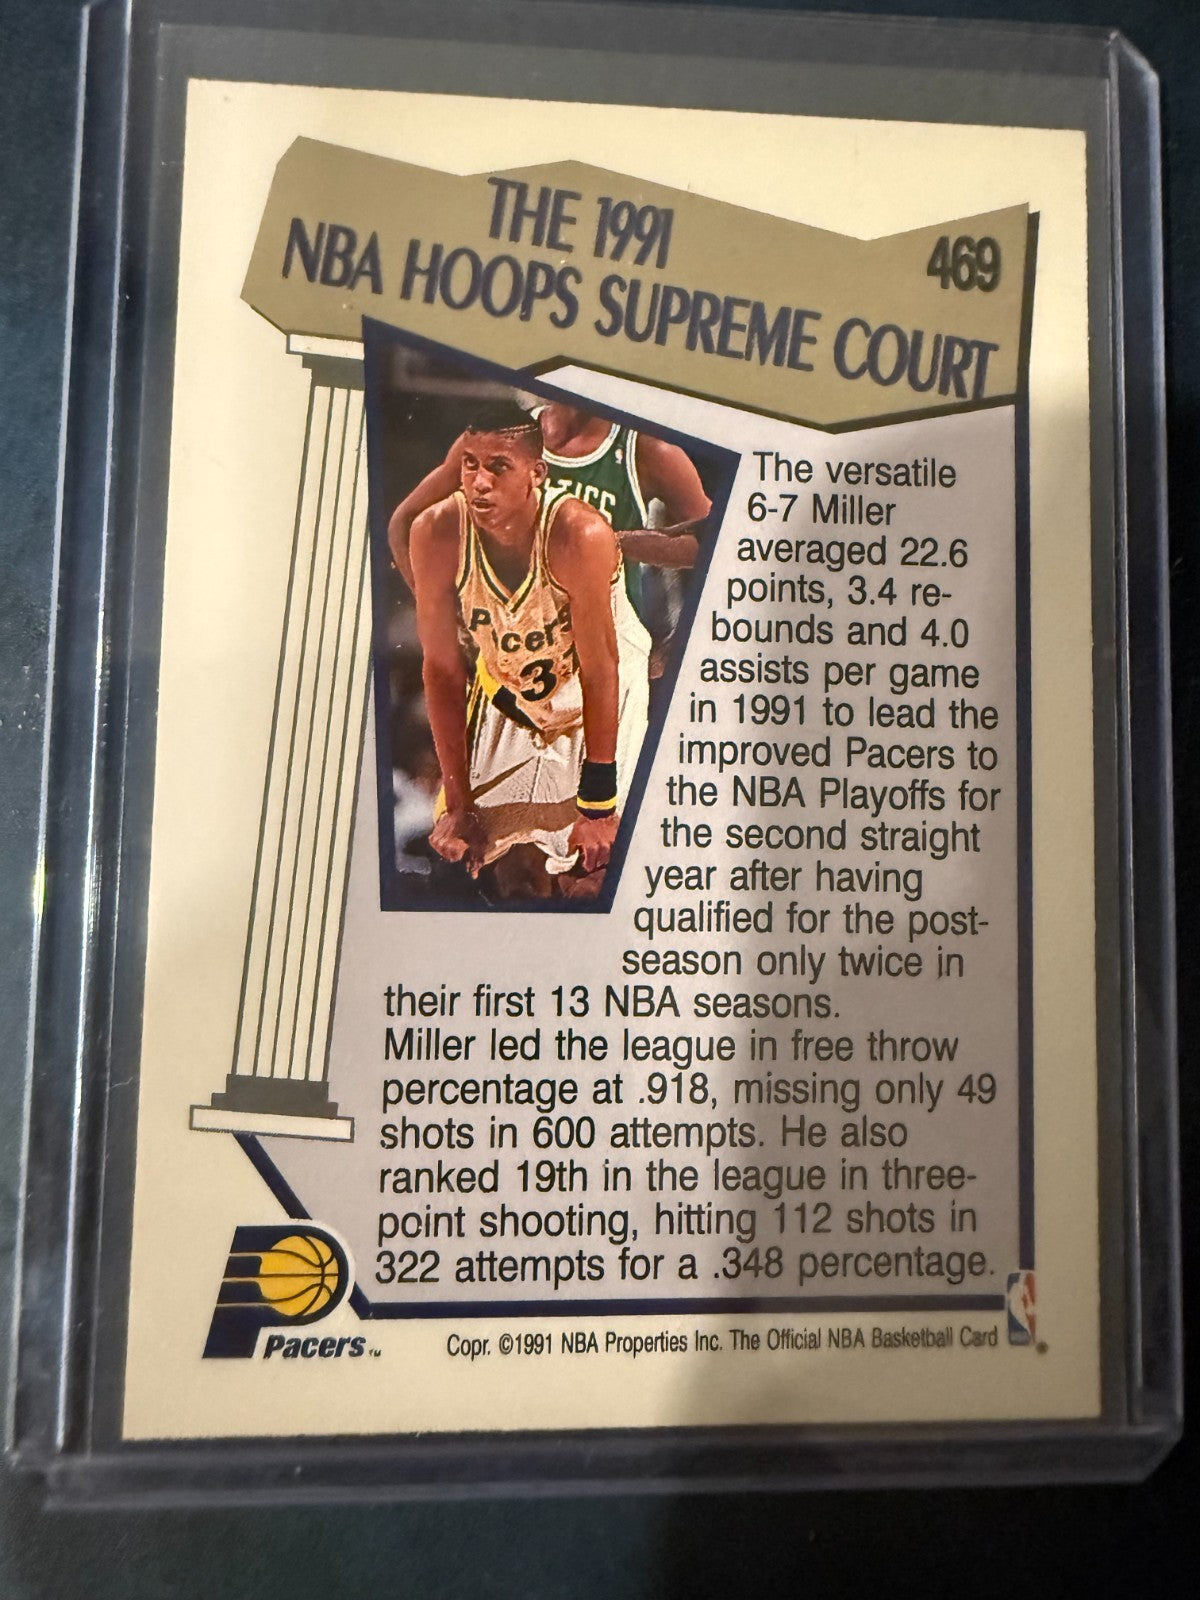 THE 1991
NBA HOOPS SUPREME COURT
469
CELTICS
Pacers
31
The versatile
6-7 Miller
averaged 22.6
points, 3.4 re-
bounds and 4.0
assists per game
in 1991 to lead the
improved Pacers to
the NBA Playoffs for
the second straight
year after having
qualified for the post-
season only twice in
their first 13 NBA seasons.
Miller led the league in free throw
percentage at .918, missing only 49
shots in 600 attempts. He also
ranked 19th in the league in three-
point shooting, hitting 112 shots in
322 attempts for a .348 percentage.
Pacers™
Copr. ©1991 NBA Properties Inc. The Official NBA Basketball Card